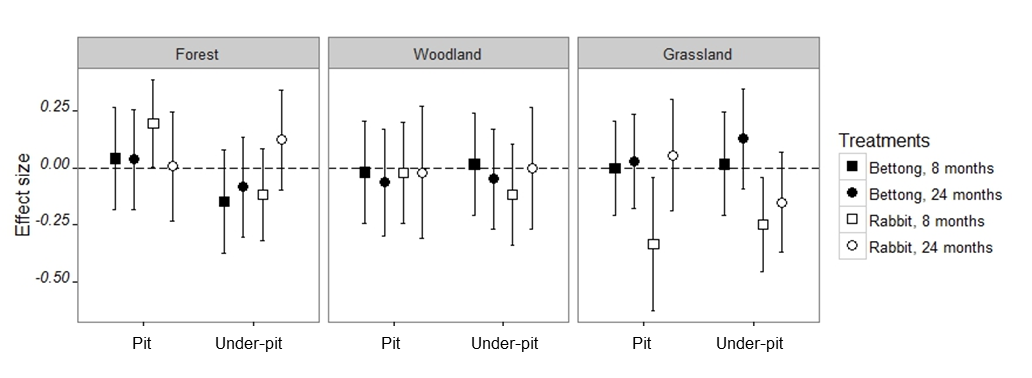 Forest Woodland Grassland
Effect size
0.25
0.00
-0.25
-0.50
Pit Under-pit Pit Under-pit Pit Under-pit
Treatments
Bettong, 8 months
Bettong, 24 months
Rabbit, 8 months
Rabbit, 24 months